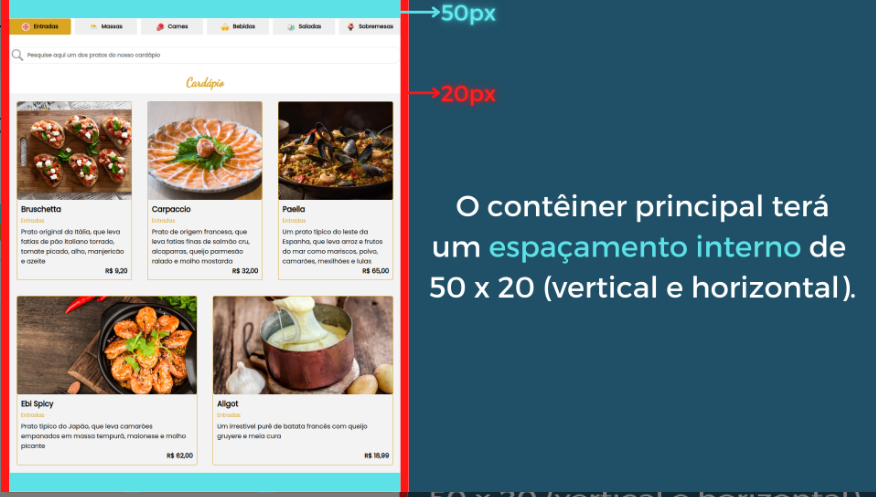 Entradas
Massas
Carnes
Bebidas
Saladas
Sobremesas
Pesquise aqui um dos pratos do nosso cardápio
Cardápio
Bruschetta
Entradas
Prato original da Itália, que leva
fatias de pão italiano torrado,
tomate picado, alho, manjericão
e azeite
R$ 9,20
Carpaccio
Entradas
Prato de origem francesa, que
leva fatias finas de salmão cru,
alcaparras, queijo parmesão
ralado e molho mostarda
R$ 32,00
Paella
Entradas
Um prato típico do leste da
Espanha, que leva arroz e frutos
do mar como mariscos, polvo,
camarões, mexilhões e lulas
R$ 65,00
Ebi Spicy
Entradas
Prato típico do Japão, que leva camarões
empanados em massa tempurá, maionese e molho
picante
R$ 62,00
Aligot
Entradas
Um irrestível purê de batata francês com queijo
gruyere e meia cura
R$ 18,99
50px
20px
O contêiner principal terá
um espaçamento interno de
50 x 20 (vertical e horizontal).
50 x 20 (vertical e horizontal)